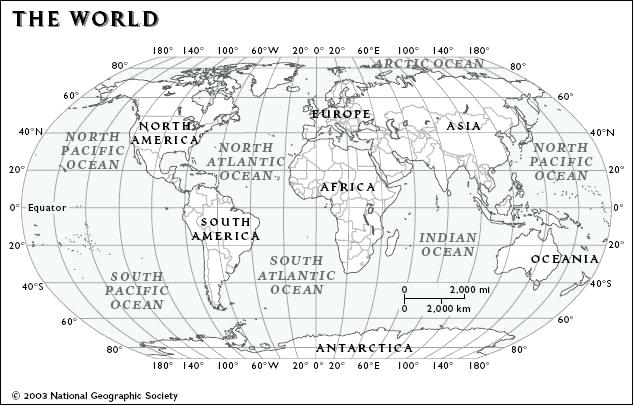 THE WORLD
180° 140° 100° 60°W 20° 0° 20° 60°E 100° 140° 180°
80° ARCTIC OCEAN 80°
60° 60°
EUROPE
NORTH
AMERICA
ASIA
40°N 40°N
NORTH
PACIFIC
OCEAN
NORTH
ATLANTIC
OCEAN
NORTH
PACIFIC
OCEAN
20° 20°
AFRICA
0° Equator 0°
SOUTH
AMERICA
INDIAN
OCEAN
20° 20°
OCEANIA
SOUTH
ATLANTIC
OCEAN
SOUTH
PACIFIC
OCEAN
40°S 40°S
0 2,000 mi
0 2,000 km
60° 60°
80° ANTARCTICA 80°
180° 140° 100° 60° 20° 0° 20° 60° 100° 140° 180°
© 2003 National Geographic Society